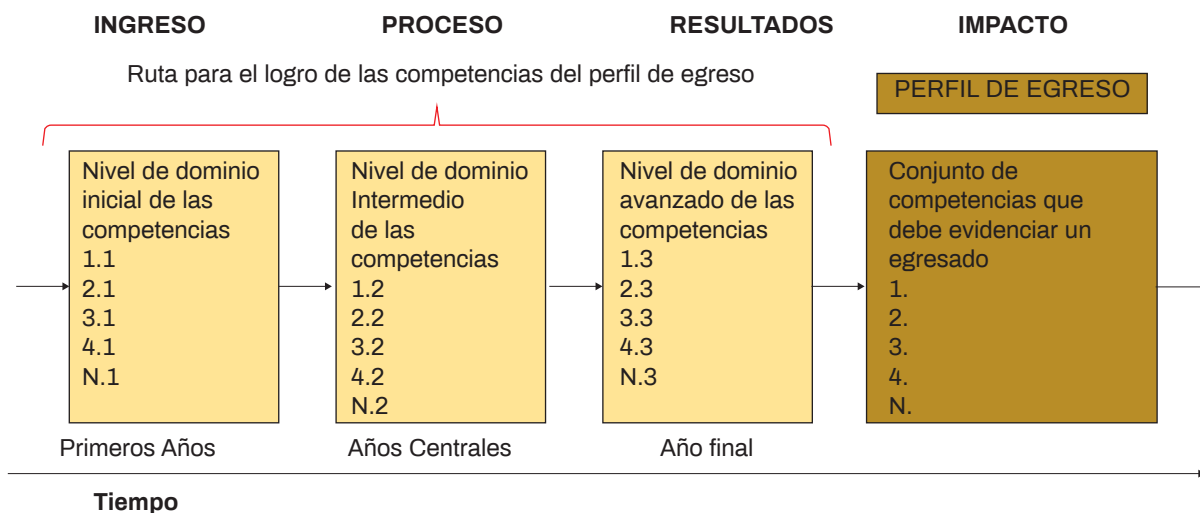 INGRESO PROCESO RESULTADOS IMPACTO
Ruta para el logro de las competencias del perfil de egreso
PERFIL DE EGRESO
Nivel de dominio
inicial de las
competencias
1.1
2.1
3.1
4.1
N.1
Nivel de dominio
Intermedio
de las
competencias
1.2
2.2
3.2
4.2
N.2
Nivel de dominio
avanzado de las
competencias
1.3
2.3
3.3
4.3
N.3
Conjunto de
competencias que
debe evidenciar un
egresado
1.
2.
3.
4.
N.
Primeros Años
Años Centrales
Año final
Tiempo